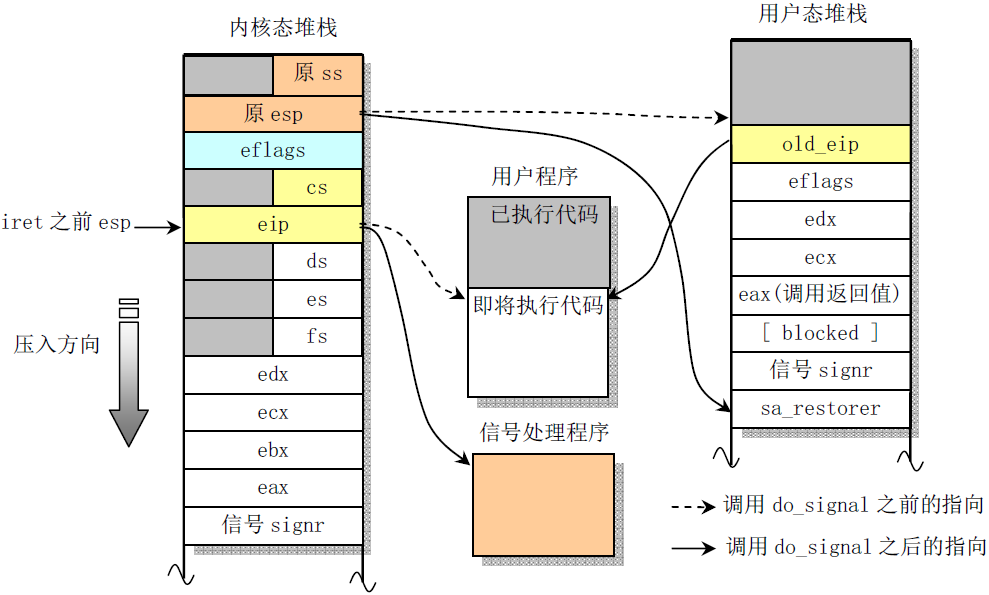 内核态堆栈
原 ss
原 esp
eflags
cs
iret 之前 esp
eip
ds
es
fs
压入方向
edx
ecx
ebx
eax
信号 signr
用户程序
已执行代码
即将执行代码
信号处理程序
用户态堆栈
old_eip
eflags
edx
ecx
eax(调用返回值)
[ blocked ]
信号 signr
sa_restorer
调用 do_signal 之前的指向
调用 do_signal 之后的指向